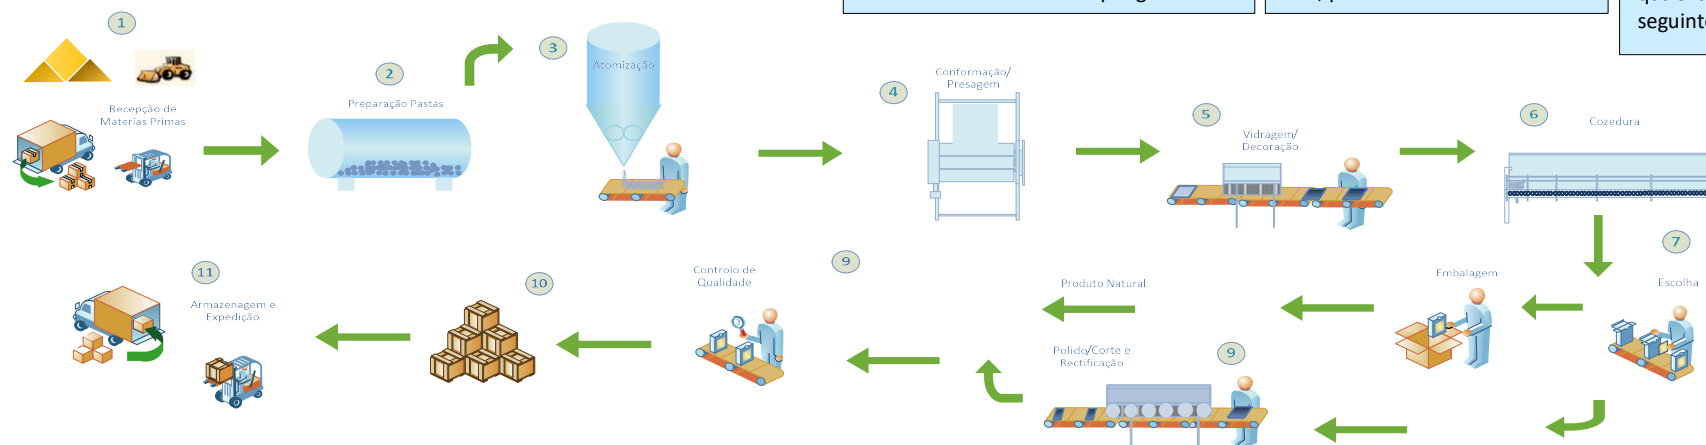 seguinte
1
Recepção de
Materias Primas
2
Preparação Pastas
3
Atomização
4
Conformação/
Presagem
5
Vidragem/
Decoração
6
Cozedura
7
Escolha
Embalagem
Produto Natural
Polido/Corte e
Rectificação
9
9
Controlo de
Qualidade
10
11
Armazenagem e
Expedição